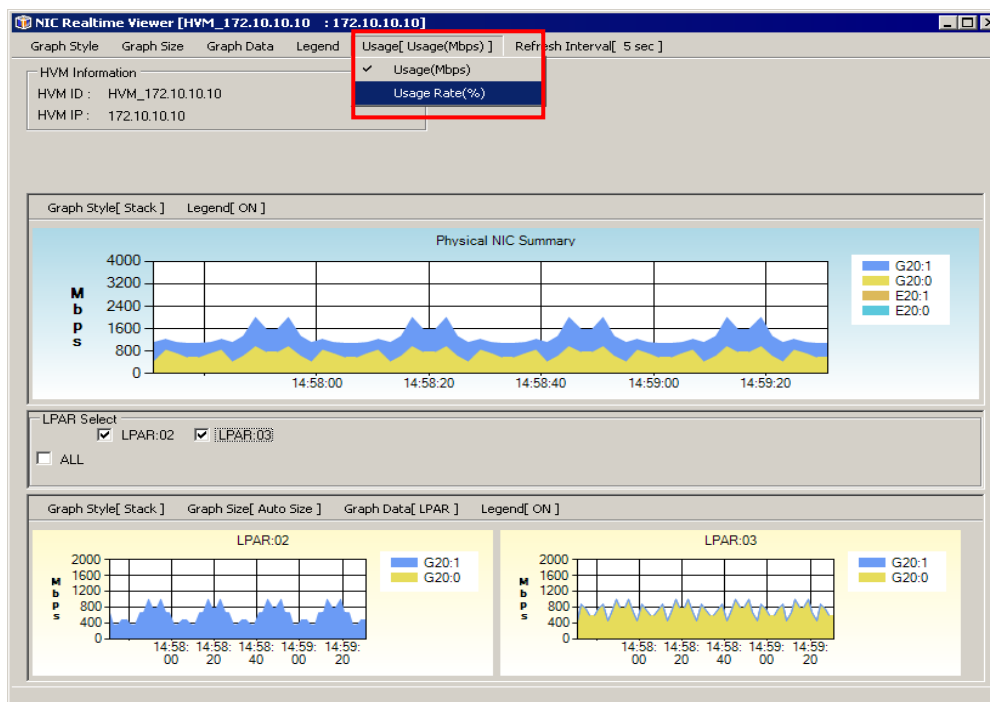 NIC Realtime Viewer [HVM_172.10.10.10 : 172.10.10.10]
Graph Style Graph Size Graph Data Legend Usage[ Usage(Mbps) ] Refresh Interval[ 5 sec ]
Usage(Mbps)
Usage Rate(%)
HVM Information
HVM ID : HVM_172.10.10.10
HVM IP : 172.10.10.10
Graph Style[ Stack ] Legend[ ON ]
Physical NIC Summary
Mbps
4000
3200
2400
1600
800
0
14:58:00 14:58:20 14:58:40 14:59:00 14:59:20
G20:1
G20:0
E20:1
E20:0
LPAR Select
LPAR:02 LPAR:03
ALL
Graph Style[ Stack ] Graph Size[ Auto Size ] Graph Data[ LPAR ] Legend[ ON ]
LPAR:02
Mbps
2000
1600
1200
800
400
0
14:58:00 14:58:20 14:58:40 14:59:00 14:59:20
G20:1
G20:0
LPAR:03
Mbps
2000
1600
1200
800
400
0
14:58:00 14:58:20 14:58:40 14:59:00 14:59:20
G20:1
G20:0